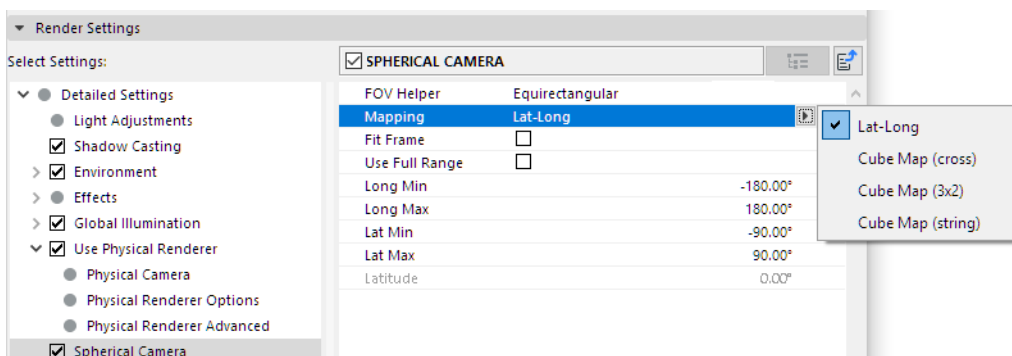 Render Settings
Select Settings:
SPHERICAL CAMERA
Detailed Settings
Light Adjustments
Shadow Casting
Environment
Effects
Global Illumination
Use Physical Renderer
Physical Camera
Physical Renderer Options
Physical Renderer Advanced
Spherical Camera
FOV Helper Equirectangular
Mapping Lat-Long
Fit Frame
Use Full Range
Long Min -180.00°
Long Max 180.00°
Lat Min -90.00°
Lat Max 90.00°
Latitude 0.00°
Lat-Long
Cube Map (cross)
Cube Map (3x2)
Cube Map (string)